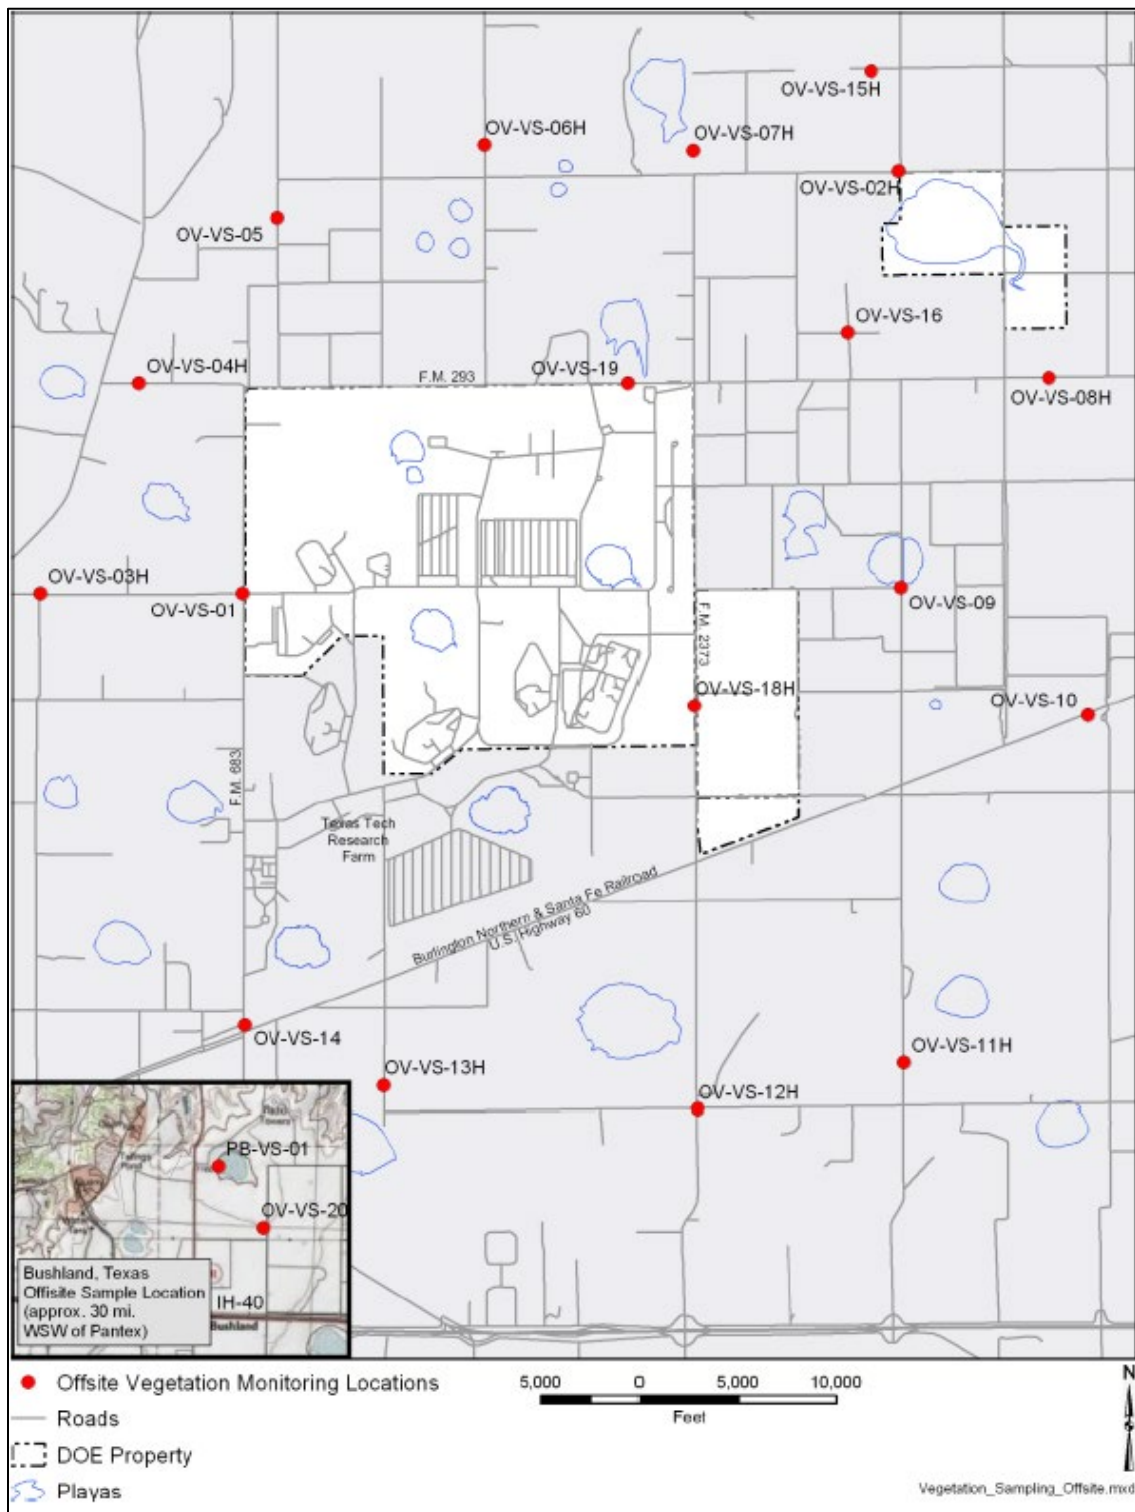 OV-VS-15H
OV-VS-06H
OV-VS-07H
OV-VS-02H
OV-VS-05
OV-VS-16
OV-VS-04H
F.M. 293
OV-VS-19
OV-VS-08H
OV-VS-03H
OV-VS-01
OV-VS-09
F.M. 2373
OV-VS-18H
OV-VS-10
F.M. 683
Texas Tech
Research
Farm
Burlington Northern & Santa Fe Railroad
U.S. Highway 60
OV-VS-14
OV-VS-13H
OV-VS-11H
OV-VS-12H
PB-VS-01
OV-VS-20
Bushland, Texas
Offisite Sample Location
(approx. 30 mi.
WSW of Pantex)
IH-40
Bushland
Offsite Vegetation Monitoring Locations
Roads
DOE Property
Playas
5,000 0 5,000 10,000
Feet
N
Vegetation_Sampling_Offsite.mxd